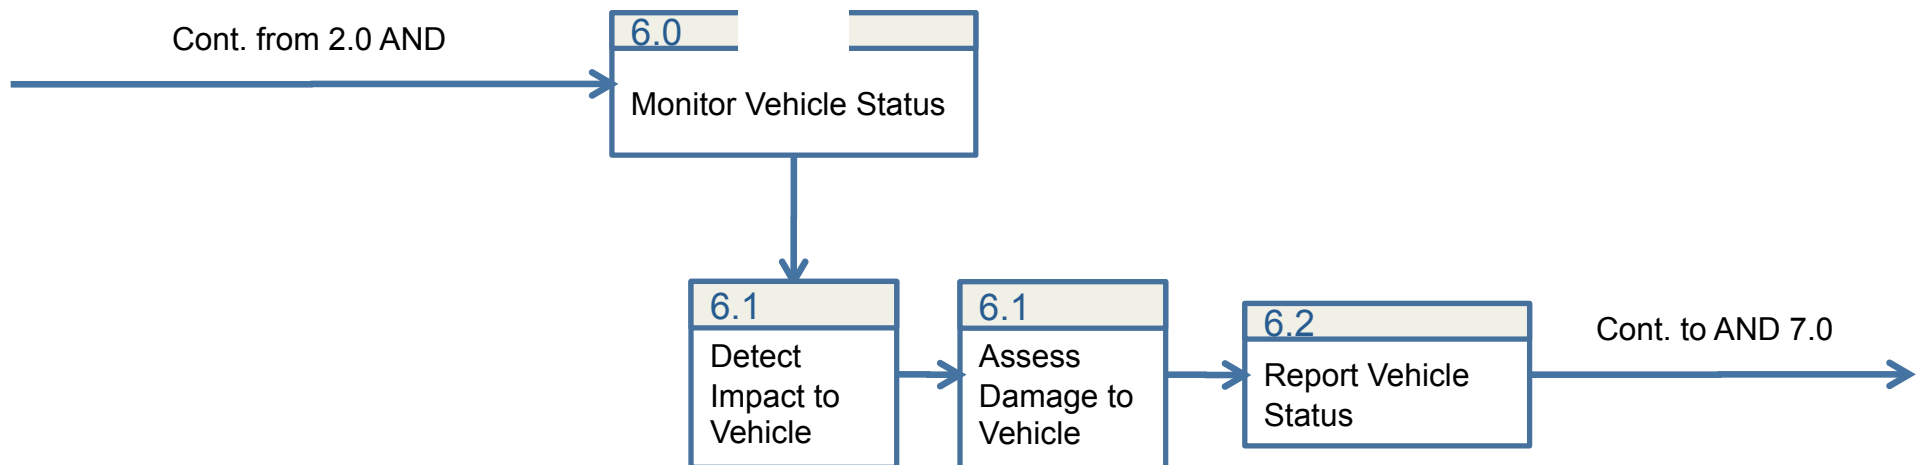 Cont. from 2.0 AND
6.0
Monitor Vehicle Status
6.1
Detect
Impact to
Vehicle
6.1
Assess
Damage to
Vehicle
6.2
Report Vehicle
Status
Cont. to AND 7.0